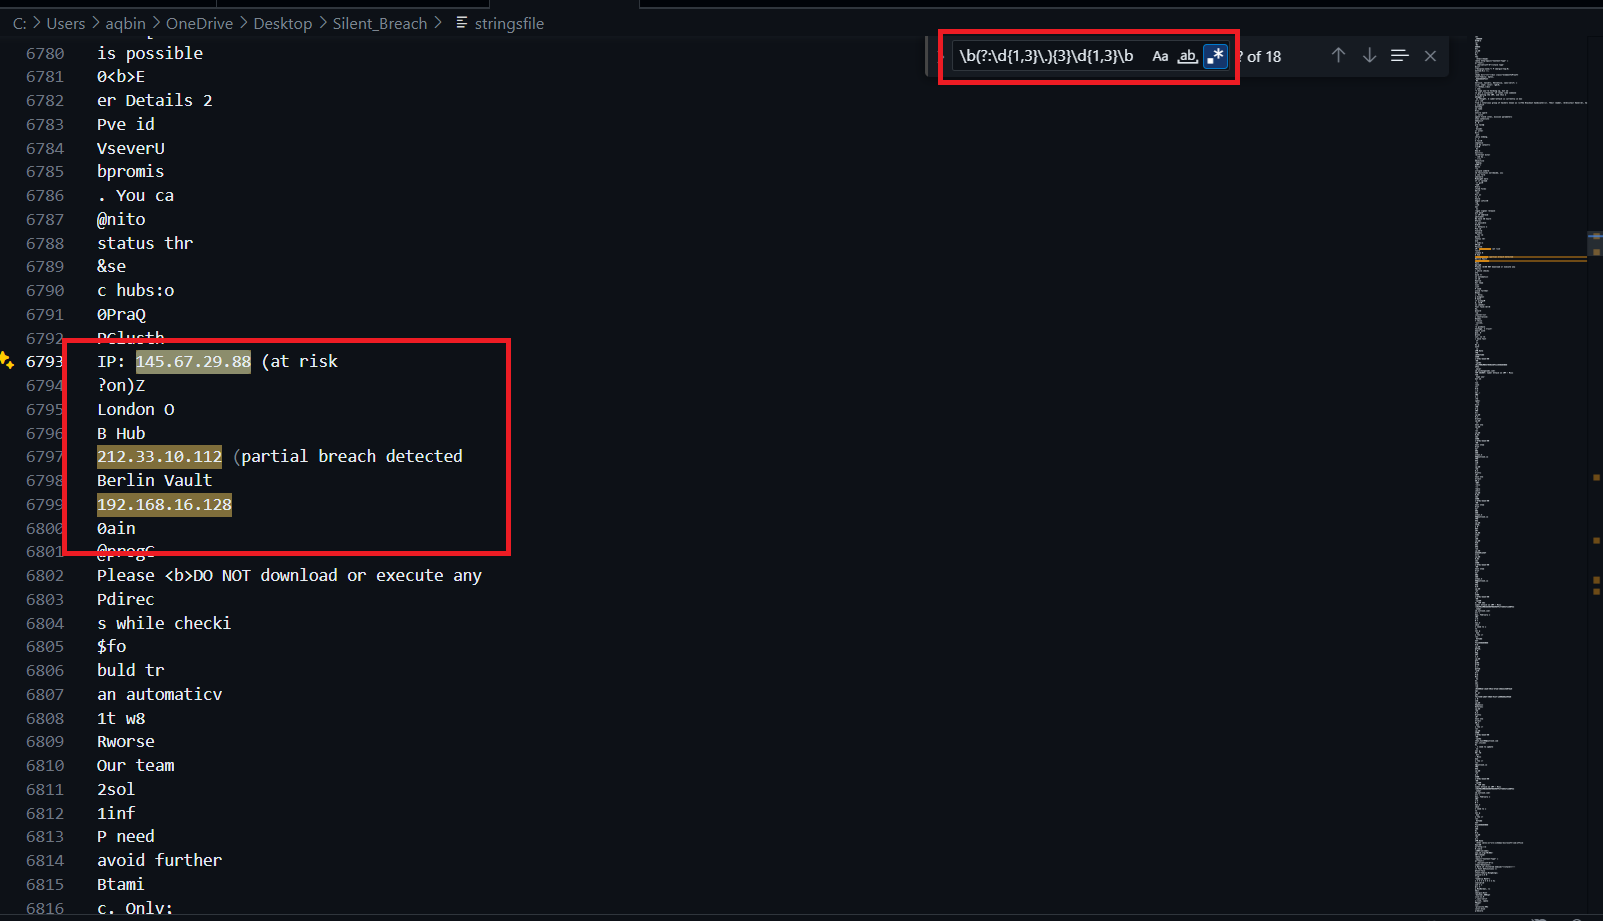 C: > Users > aqbin > OneDrive > Desktop > Silent_Breach > stringsfile
\b(?:\d{1,3}\.){3}\d{1,3}\b Aa ab .* ? of 18
6780 is possible
6781 0<b>E
6782 er Details 2
6783 Pve id
6784 VseverU
6785 bpromis
6786 . You ca
6787 @nito
6788 status thr
6789 &se
6790 c hubs:o
6791 0PraQ
6792 PClusth
6793 IP: 145.67.29.88 (at risk
6794 ?on)Z
6795 London O
6796 B Hub
6797 212.33.10.112 (partial breach detected
6798 Berlin Vault
6799 192.168.16.128
6800 0ain
6801 @progC
6802 Please <b>DO NOT download or execute any
6803 Pdirec
6804 s while checki
6805 $fo
6806 buld tr
6807 an automaticv
6808 1t w8
6809 Rworse
6810 Our team
6811 2sol
6812 1inf
6813 P need
6814 avoid further
6815 Btami
6816 c. Only;